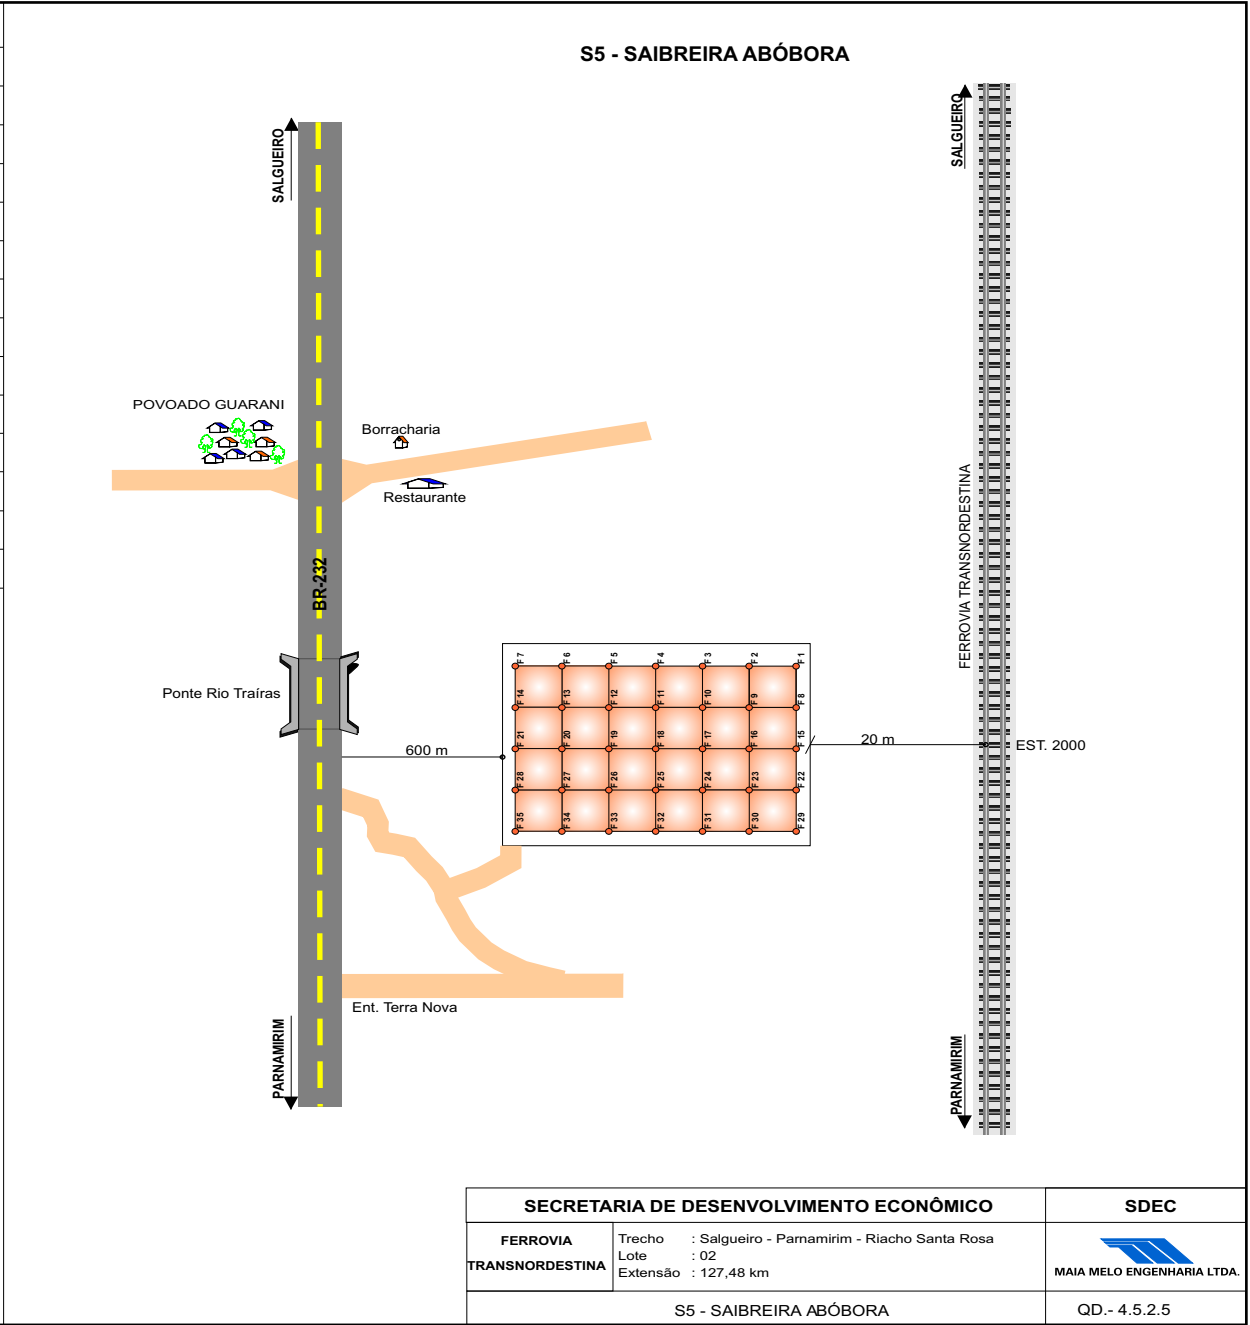 S5 - SAIBREIRA ABÓBORA
SALGUEIRO
SALGUEIRO
POVOADO GUARANI
Borracharia
Restaurante
BR-232
FERROVIA TRANSNORDESTINA
Ponte Rio Traíras
600 m
F 7 F 6 F 5 F 4 F 3 F 2 F 1
F 14 F 13 F 12 F 11 F 10 F 9 F 8
F 21 F 20 F 19 F 18 F 17 F 16 F 15
F 28 F 27 F 26 F 25 F 24 F 23 F 22
F 35 F 34 F 33 F 32 F 31 F 30 F 29
20 m
EST. 2000
Ent. Terra Nova
PARNAMIRIM
PARNAMIRIM
SECRETARIA DE DESENVOLVIMENTO ECONÔMICO
SDEC
FERROVIA
TRANSNORDESTINA
Trecho : Salgueiro - Parnamirim - Riacho Santa Rosa
Lote : 02
Extensão : 127,48 km
MAIA MELO ENGENHARIA LTDA.
S5 - SAIBREIRA ABÓBORA
QD.- 4.5.2.5